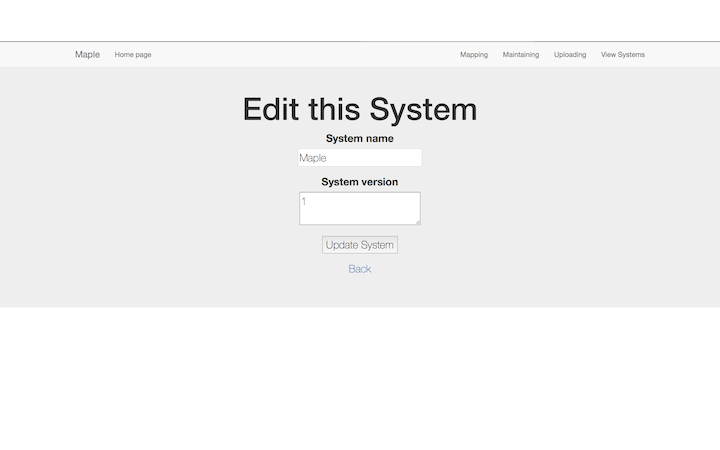 Maple Home page Mapping Maintaining Uploading View Systems
Edit this System
System name
Maple
System version
1
Update System
Back